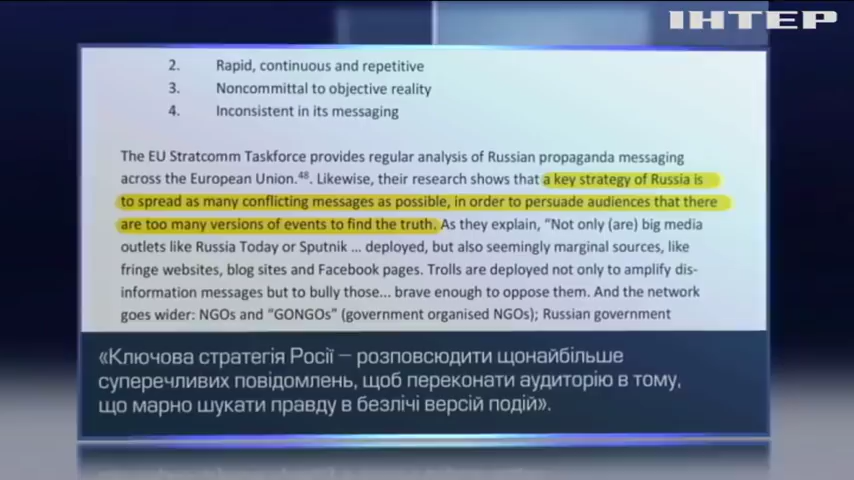 ІНТЕР
2. Rapid, continuous and repetitive
3. Noncommittal to objective reality
4. Inconsistent in its messaging
The EU Stratcomm Taskforce provides regular analysis of Russian propaganda messaging
across the European Union.⁴⁸. Likewise, their research shows that a key strategy of Russia is
to spread as many conflicting messages as possible, in order to persuade audiences that there
are too many versions of events to find the truth. As they explain, "Not only (are) big media
outlets like Russia Today or Sputnik ... deployed, but also seemingly marginal sources, like
fringe websites, blog sites and Facebook pages. Trolls are deployed not only to amplify dis-
information messages but to bully those... brave enough to oppose them. And the network
goes wider: NGOs and "GONGOs" (government organised NGOs); Russian government
«Ключова стратегія Росії – розповсюдити щонайбільше
суперечливих повідомлень, щоб переконати аудиторію в тому,
що марно шукати правду в безлічі версій подій».